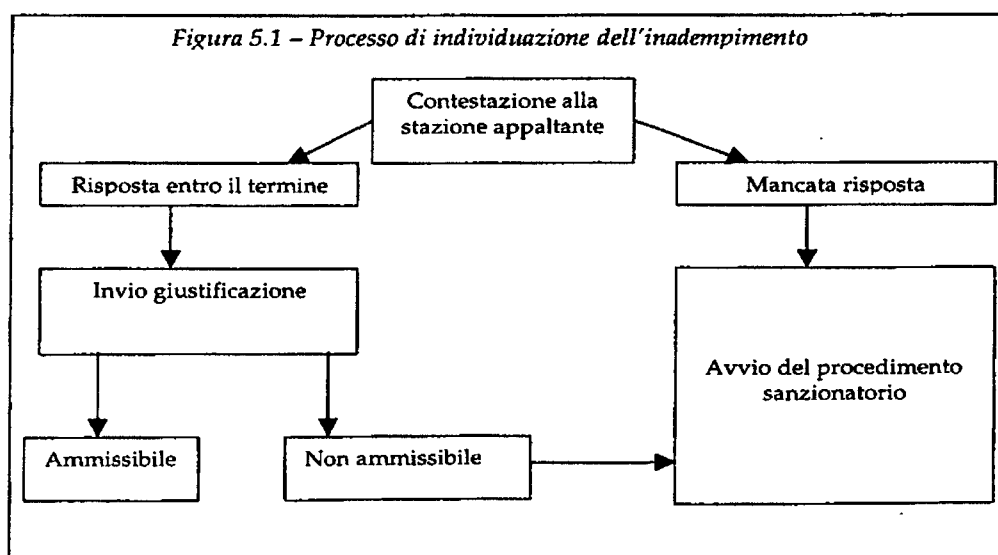 Figura 5.1 – Processo di individuazione dell'inadempimento
Contestazione alla
stazione appaltante
Risposta entro il termine
Mancata risposta
Invio giustificazione
Avvio del procedimento
sanzionatorio
Ammissibile
Non ammissibile